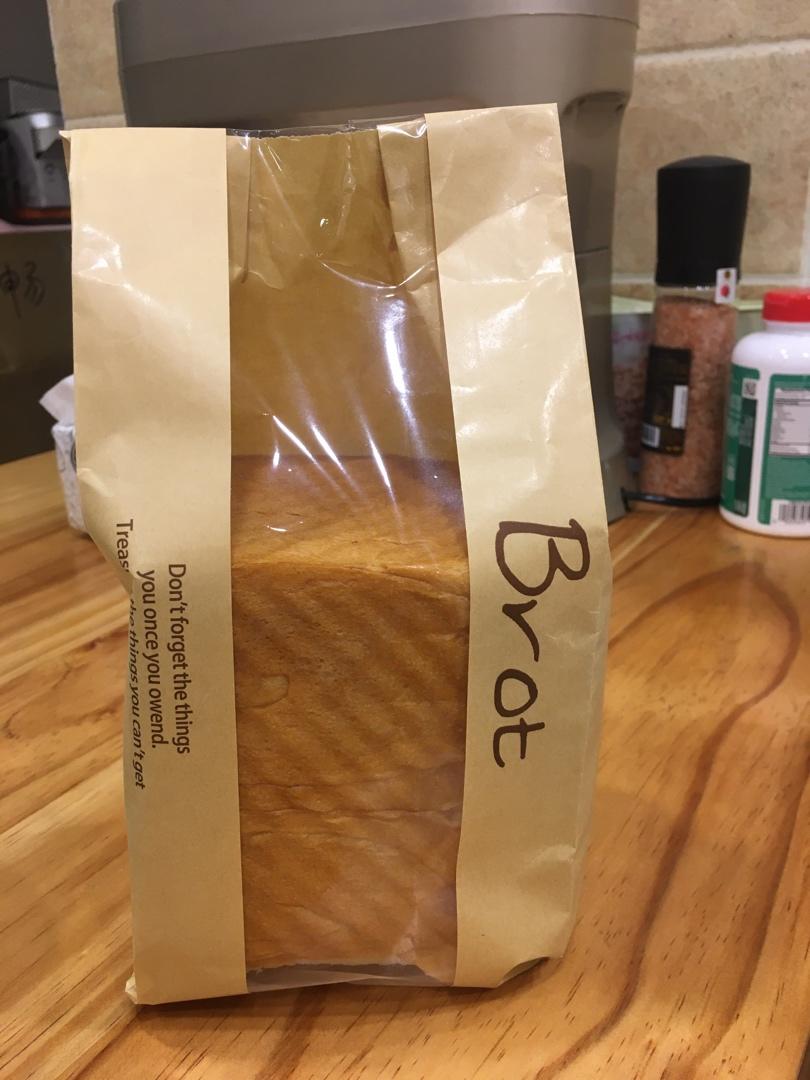 Don't forget the things
you once you owend.
the things you can't get
Brot